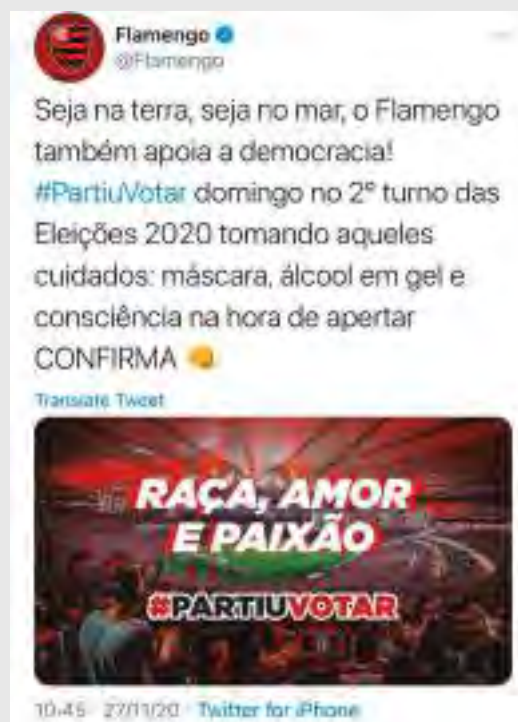 Flamengo
@Flamengo
Seja na terra, seja no mar, o Flamengo
também apoia a democracia!
#PartiuVotar domingo no 2º turno das
Eleições 2020 tomando aqueles
cuidados: máscara, álcool em gel e
consciência na hora de apertar
CONFIRMA
Translate Tweet
RAÇA, AMOR
E PAIXÃO
#PARTIUVOTAR
10:45 · 27/11/20 · Twitter for iPhone